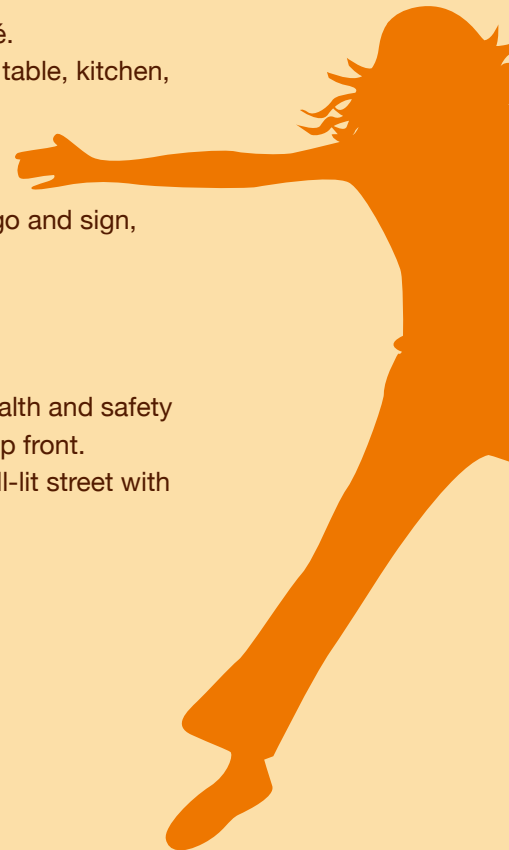 é.
table, kitchen,
go and sign,
alth and safety
p front.
ll-lit street with